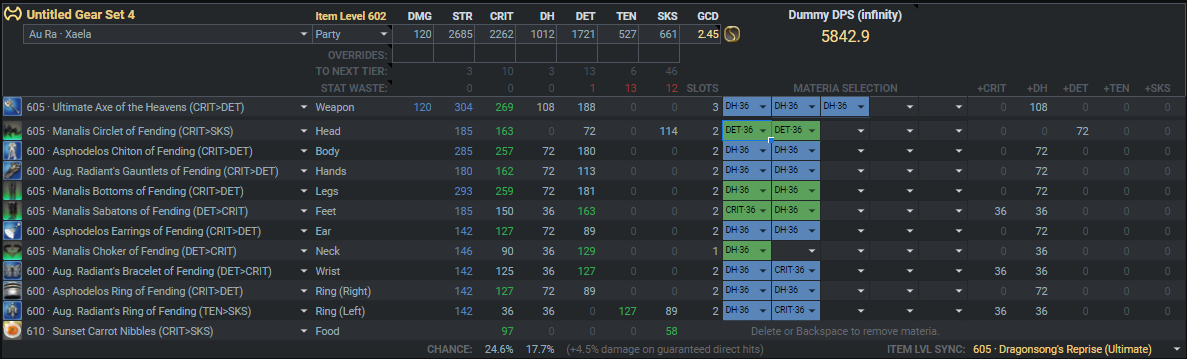 Untitled Gear Set 4 Item Level 602 DMG STR CRIT DH DET TEN SKS GCD Dummy DPS (infinity)
Au Ra · Xaela Party 120 2685 2262 1012 1721 527 661 2.45 5842.9
OVERRIDES:
TO NEXT TIER: 3 10 3 13 6 46
STAT WASTE: 0 0 0 1 13 12 SLOTS MATERIA SELECTION +CRIT +DH +DET +TEN +SKS
605 · Ultimate Axe of the Heavens (CRIT>DET) Weapon 120 304 269 108 188 0 0 3 DH·36 DH·36 DH·36 0 108 0 0 0
605 · Manalis Circlet of Fending (CRIT>SKS) Head 185 163 0 72 0 114 2 DET·36 DET·36 0 0 72 0 0
600 · Asphodelos Chiton of Fending (CRIT>DET) Body 285 257 72 180 0 0 2 DH·36 DH·36 0 72 0 0 0
600 · Aug. Radiant's Gauntlets of Fending (CRIT>DET) Hands 180 162 72 113 0 0 2 DH·36 DH·36 0 72 0 0 0
605 · Manalis Bottoms of Fending (CRIT>DET) Legs 293 259 72 181 0 0 2 DH·36 DH·36 0 72 0 0 0
605 · Manalis Sabatons of Fending (DET>CRIT) Feet 185 150 36 163 0 0 2 CRIT·36 DH·36 36 36 0 0 0
600 · Asphodelos Earrings of Fending (CRIT>DET) Ear 142 127 72 89 0 0 2 DH·36 DH·36 0 72 0 0 0
605 · Manalis Choker of Fending (DET>CRIT) Neck 146 90 36 129 0 0 1 DH·36 0 36 0 0 0
600 · Aug. Radiant's Bracelet of Fending (DET>CRIT) Wrist 142 125 36 127 0 0 2 DH·36 CRIT·36 36 36 0 0 0
600 · Asphodelos Ring of Fending (CRIT>DET) Ring (Right) 142 127 72 89 0 0 2 DH·36 DH·36 0 72 0 0 0
600 · Aug. Radiant's Ring of Fending (TEN>SKS) Ring (Left) 142 36 36 0 127 89 2 DH·36 CRIT·36 36 36 0 0 0
610 · Sunset Carrot Nibbles (CRIT>SKS) Food 97 58 Delete or Backspace to remove materia.
CHANCE: 24.6% 17.7% (+4.5% damage on guaranteed direct hits) ITEM LVL SYNC: 605 · Dragonsong's Reprise (Ultimate)